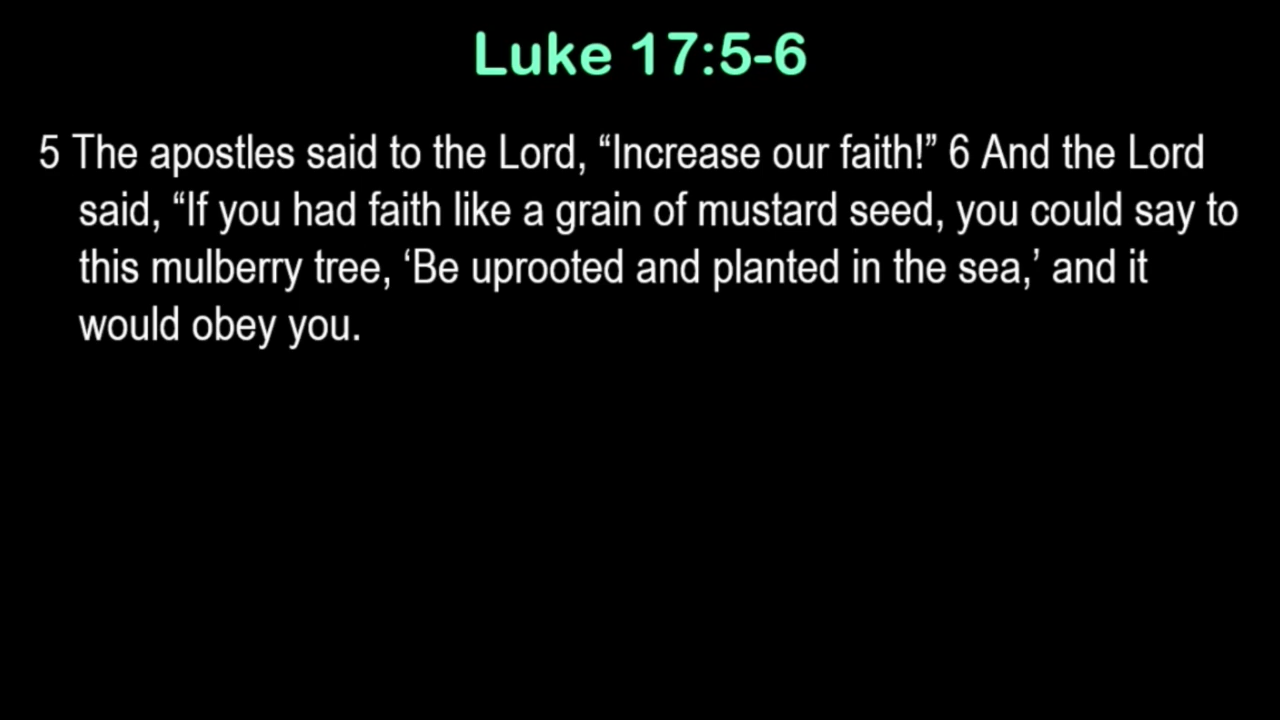 Luke 17:5-6
5 The apostles said to the Lord, “Increase our faith!” 6 And the Lord
said, “If you had faith like a grain of mustard seed, you could say to
this mulberry tree, ‘Be uprooted and planted in the sea,’ and it
would obey you.